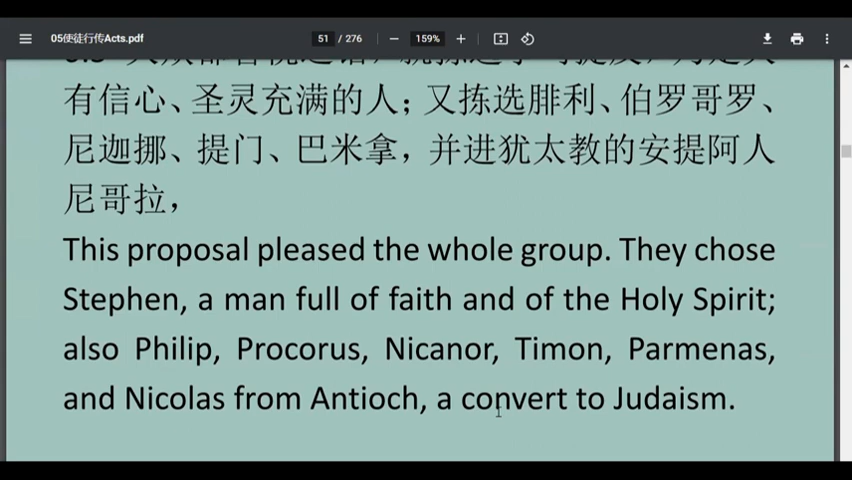 05使徒行传Acts.pdf
51 / 276
159%
有信心、圣灵充满的人；又拣选腓利、伯罗哥罗、
尼迦挪、提门、巴米拿，并进犹太教的安提阿人
尼哥拉，
This proposal pleased the whole group. They chose
Stephen, a man full of faith and of the Holy Spirit;
also Philip, Procorus, Nicanor, Timon, Parmenas,
and Nicolas from Antioch, a convert to Judaism.